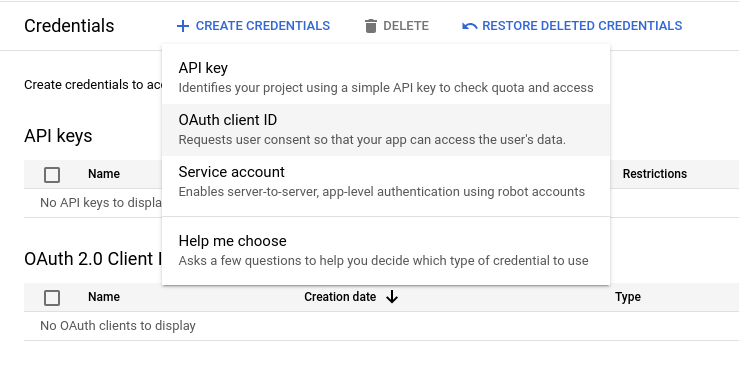 Credentials
CREATE CREDENTIALS
DELETE
RESTORE DELETED CREDENTIALS
Create credentials to
API key
Identifies your project using a simple API key to check quota and access
OAuth client ID
Requests user consent so that your app can access the user's data.
Service account
Enables server-to-server, app-level authentication using robot accounts
Help me choose
Asks a few questions to help you decide which type of credential to use
API keys
Name
Restrictions
No API keys to
OAuth 2.0 Client
Name
Creation date
Type
No OAuth clients to display